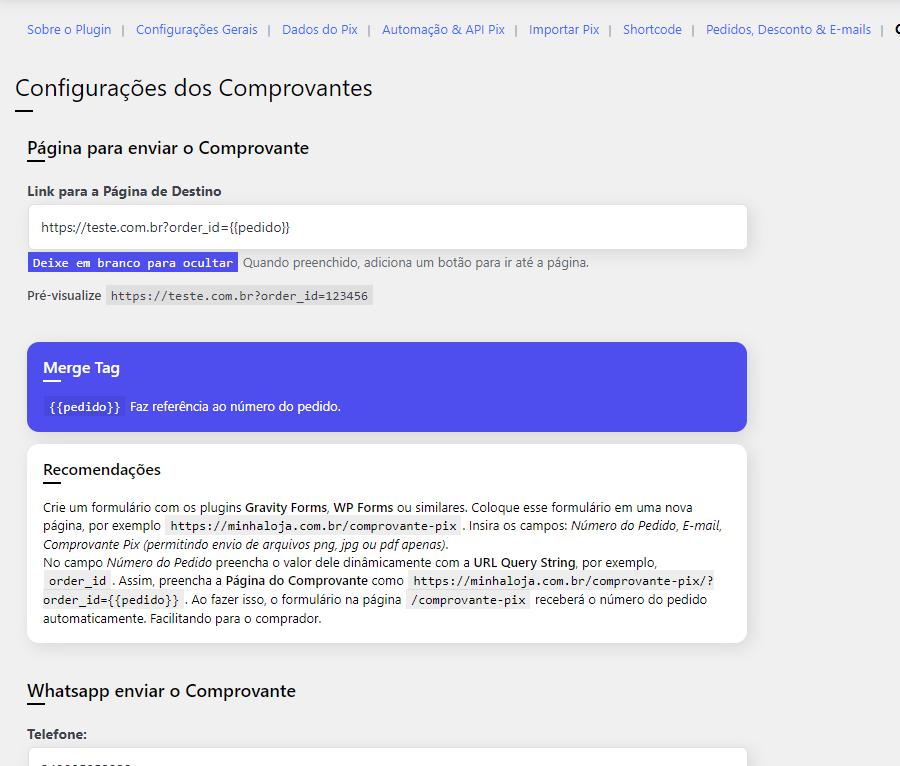 Sobre o Plugin | Configurações Gerais | Dados do Pix | Automação & API Pix | Importar Pix | Shortcode | Pedidos, Desconto & E-mails |
Configurações dos Comprovantes
Página para enviar o Comprovante
Link para a Página de Destino
https://teste.com.br?order_id={{pedido}}
Deixe em branco para ocultar Quando preenchido, adiciona um botão para ir até a página.
Pré-visualize https://teste.com.br?order_id=123456
Merge Tag
{{pedido}} Faz referência ao número do pedido.
Recomendações
Crie um formulário com os plugins Gravity Forms, WP Forms ou similares. Coloque esse formulário em uma nova
página, por exemplo https://minhaloja.com.br/comprovante-pix . Insira os campos: Número do Pedido, E-mail,
Comprovante Pix (permitindo envio de arquivos png, jpg ou pdf apenas).
No campo Número do Pedido preencha o valor dele dinâmicamente com a URL Query String, por exemplo,
order_id . Assim, preencha a Página do Comprovante como https://minhaloja.com.br/comprovante-pix/?
order_id={{pedido}} . Ao fazer isso, o formulário na página /comprovante-pix receberá o número do pedido
automaticamente. Facilitando para o comprador.
Whatsapp enviar o Comprovante
Telefone: